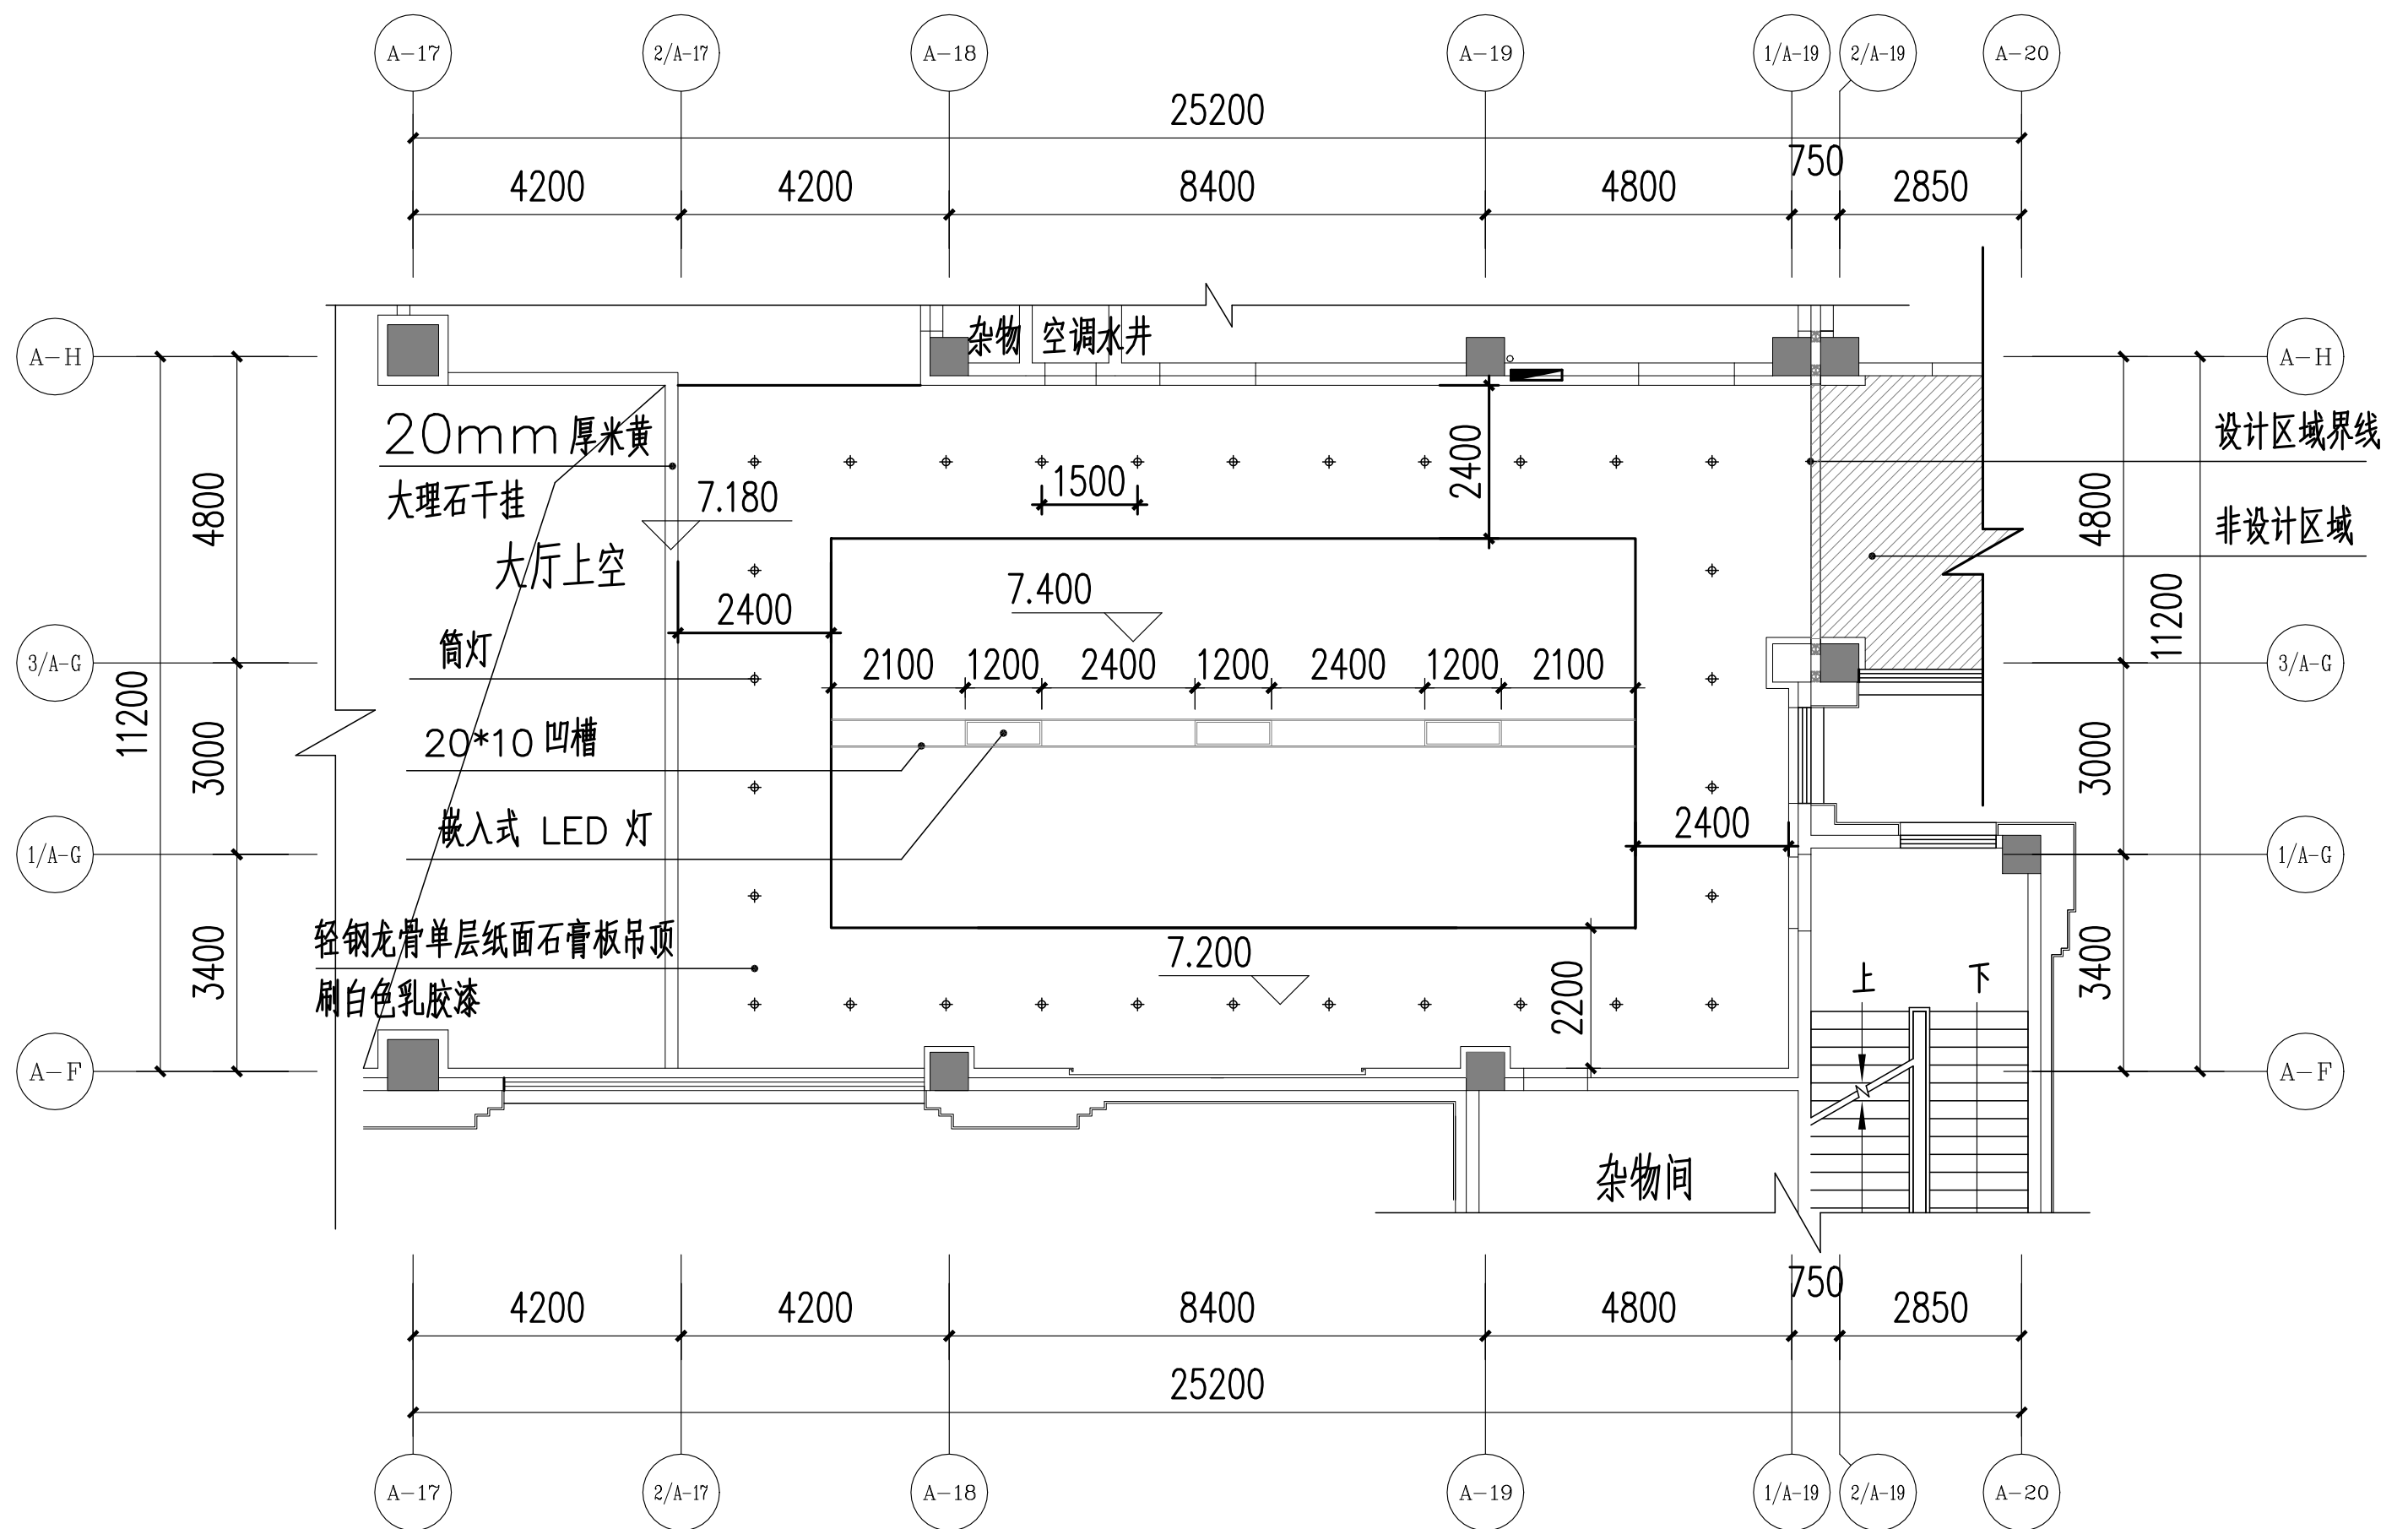 A-17
2/A-17
A-18
A-19
1/A-19
2/A-19
A-20
25200
4200
4200
8400
4800
750
2850
A-H
A-H
杂物
空调水井
20mm厚米黄
大理石干挂
设计区域界线
非设计区域
4800
4800
2400
1500
7.180
大厅上空
2400
7.400
筒灯
2100
1200
2400
1200
2400
1200
2100
3/A-G
3/A-G
11200
11200
20*10 凹槽
3000
3000
嵌入式 LED 灯
2400
1/A-G
1/A-G
轻钢龙骨单层纸面石膏板吊顶
刷白色乳胶漆
3400
3400
7.200
2200
上
下
A-F
A-F
杂物间
4200
4200
8400
4800
750
2850
25200
A-17
2/A-17
A-18
A-19
1/A-19
2/A-19
A-20